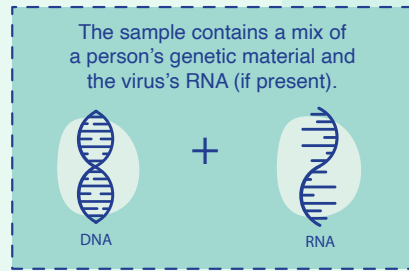 The sample contains a mix of
a person's genetic material and
the virus's RNA (if present).
+
DNA
RNA